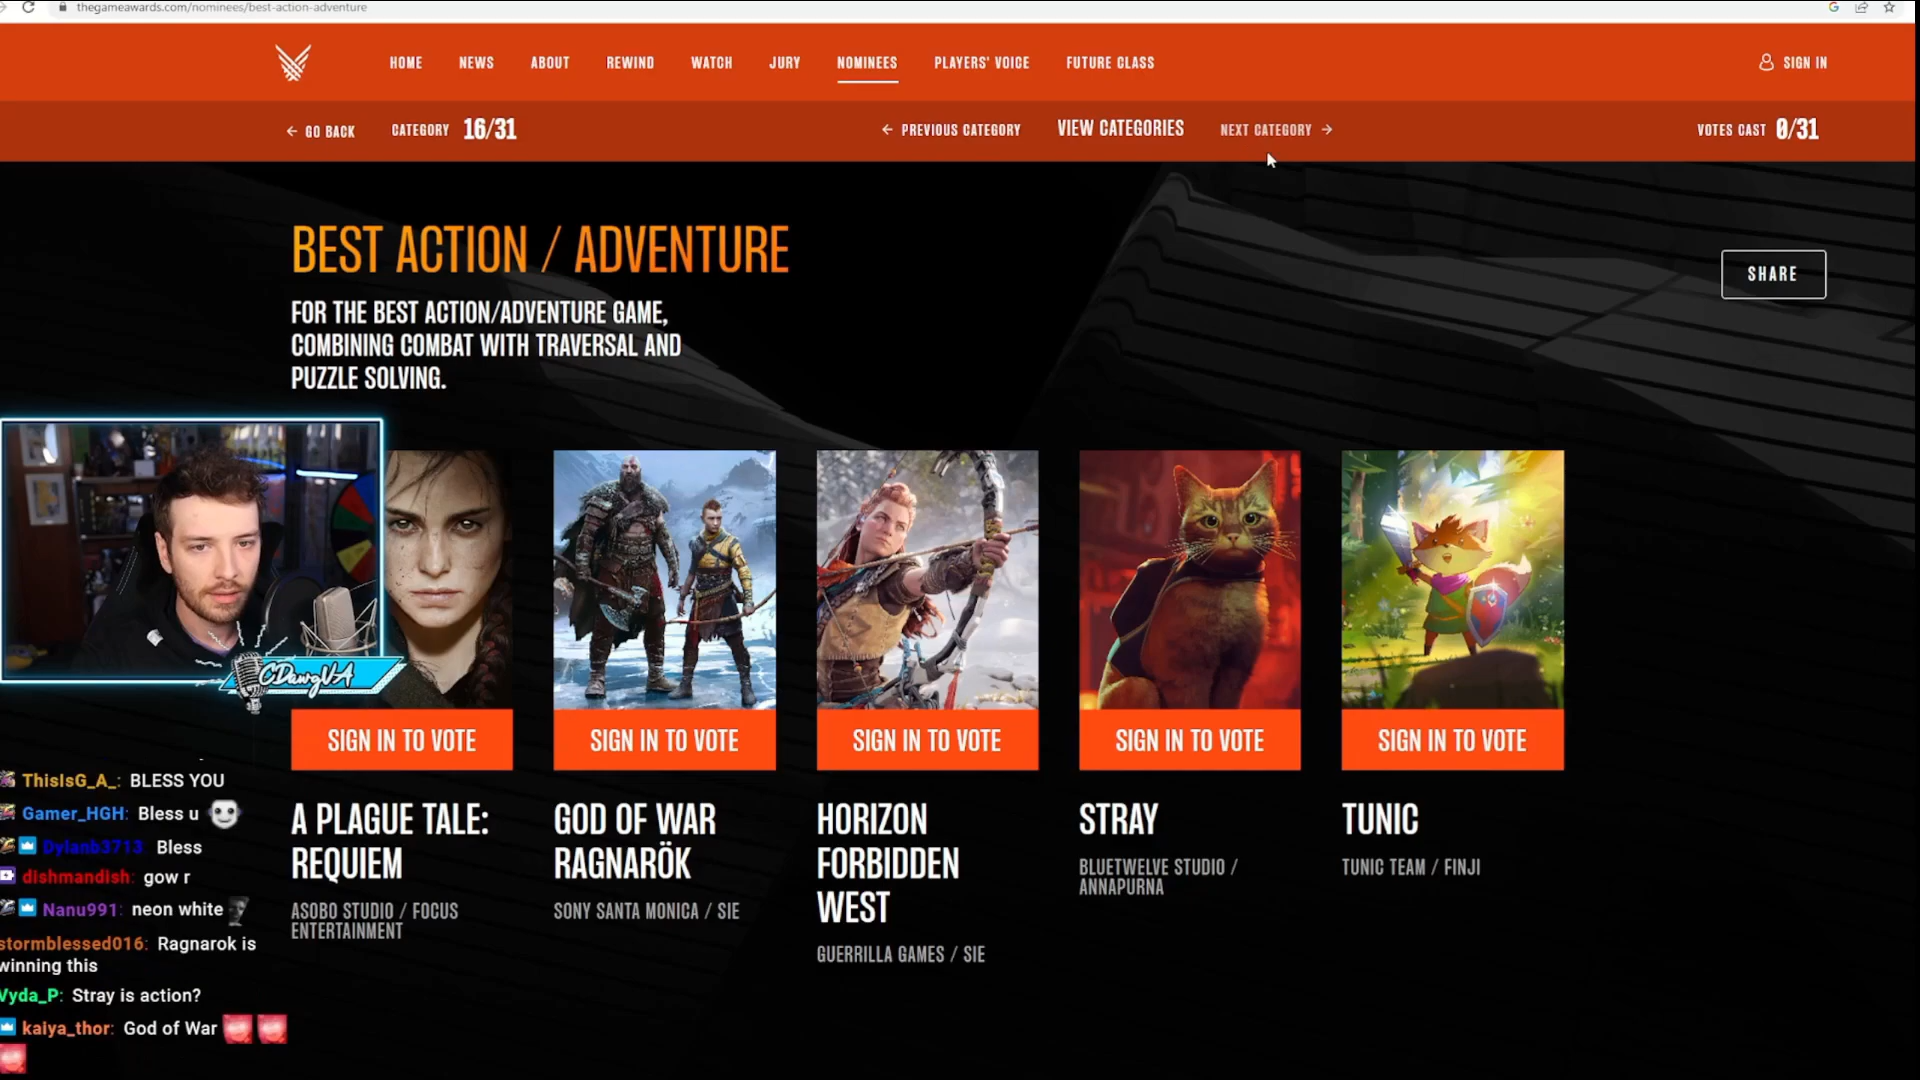 thegameawards.com/nominees/best-action-adventure
HOME NEWS ABOUT REWIND WATCH JURY NOMINEES PLAYERS' VOICE FUTURE CLASS SIGN IN
← GO BACK CATEGORY 16/31 ← PREVIOUS CATEGORY VIEW CATEGORIES NEXT CATEGORY → VOTES CAST 0/31
BEST ACTION / ADVENTURE
SHARE
FOR THE BEST ACTION/ADVENTURE GAME,
COMBINING COMBAT WITH TRAVERSAL AND
PUZZLE SOLVING.
CDawgVA
SIGN IN TO VOTE
A PLAGUE TALE:
REQUIEM
ASOBO STUDIO / FOCUS
ENTERTAINMENT
SIGN IN TO VOTE
GOD OF WAR
RAGNARÖK
SONY SANTA MONICA / SIE
SIGN IN TO VOTE
HORIZON
FORBIDDEN
WEST
GUERRILLA GAMES / SIE
SIGN IN TO VOTE
STRAY
BLUETWELVE STUDIO /
ANNAPURNA
SIGN IN TO VOTE
TUNIC
TUNIC TEAM / FINJI
ThisIsG_A_: BLESS YOU
Gamer_HGH: Bless u
Dylanb3713: Bless
dishmandish: gow r
Nanu991: neon white
stormblessed016: Ragnarok is
winning this
Vyda_P: Stray is action?
kaiya_thor: God of War